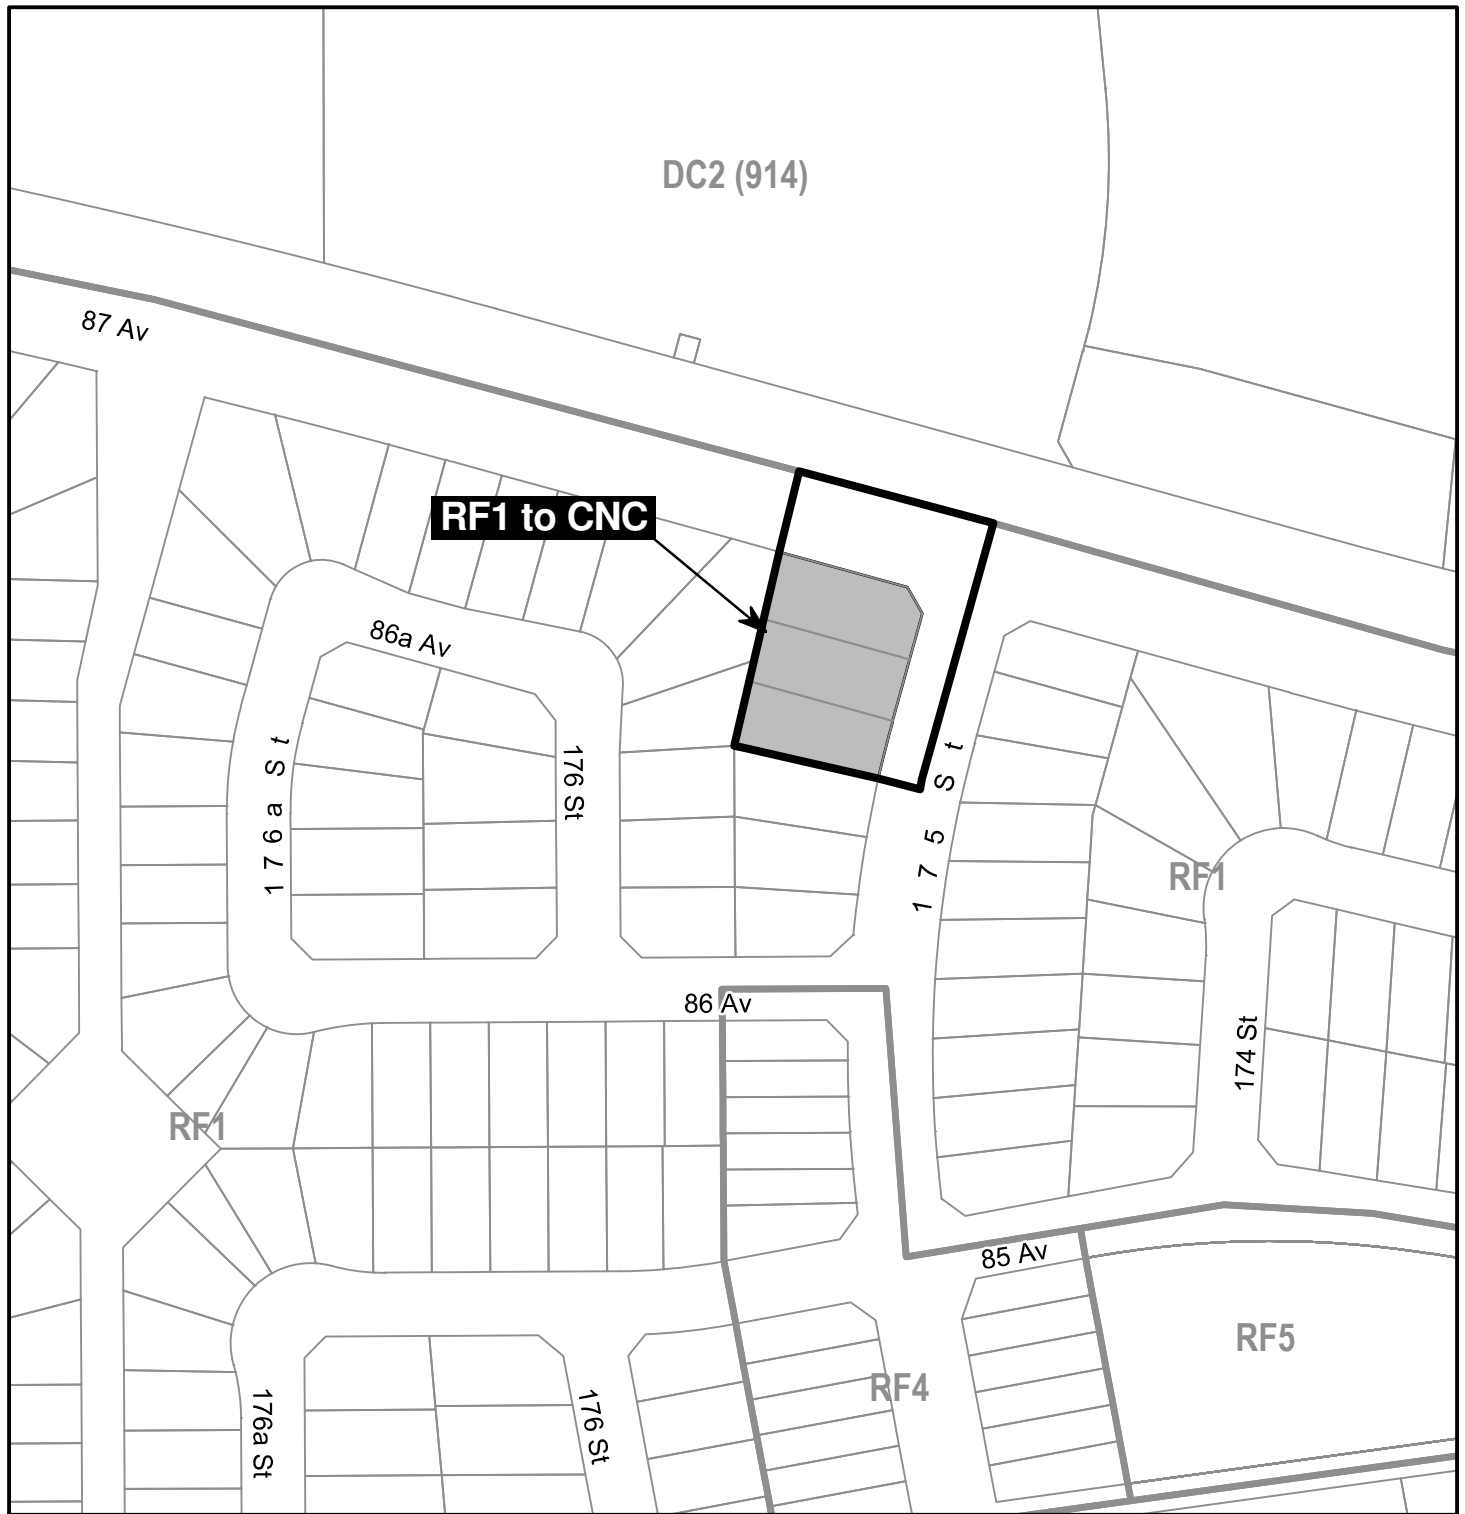 DC2 (914)
87 Av
RF1 to CNC
86a Av
176a St
176 St
175 St
RF1
86 Av
174 St
RF1
85 Av
RF5
RF4
176a St
176 St